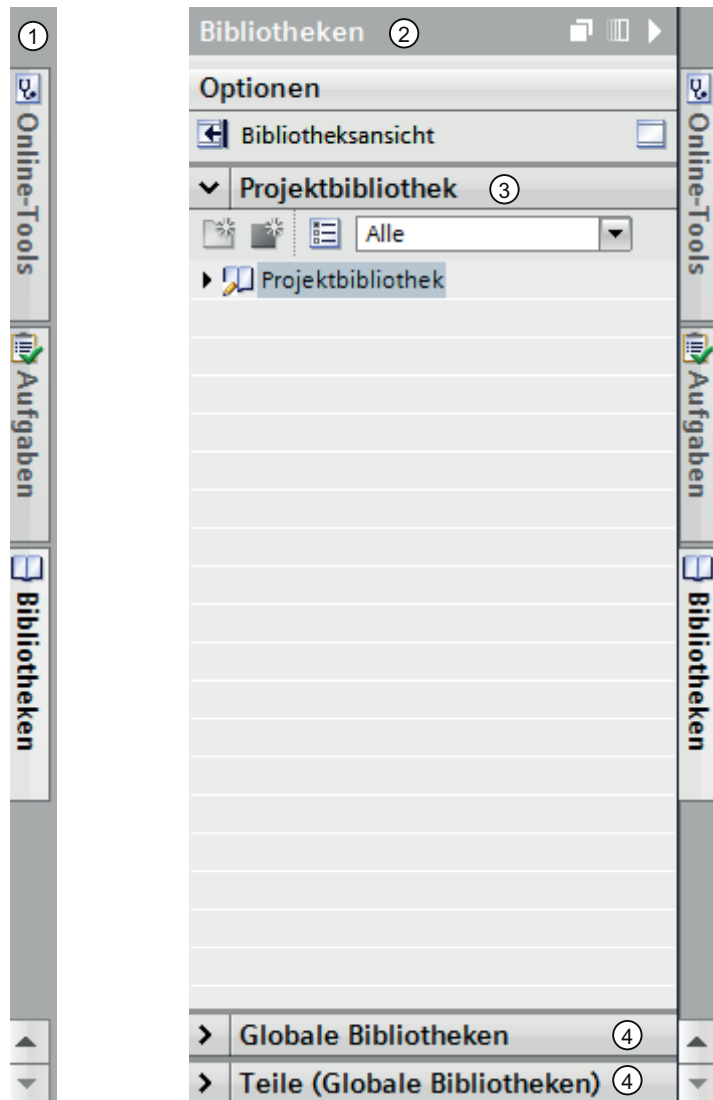 ①
Online-Tools
Aufgaben
Bibliotheken
Bibliotheken ②
Optionen
Bibliotheksansicht
Projektbibliothek ③
Alle
Projektbibliothek
Globale Bibliotheken ④
Teile (Globale Bibliotheken) ④
Online-Tools
Aufgaben
Bibliotheken